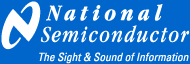 National
Semiconductor
The Sight & Sound of Information